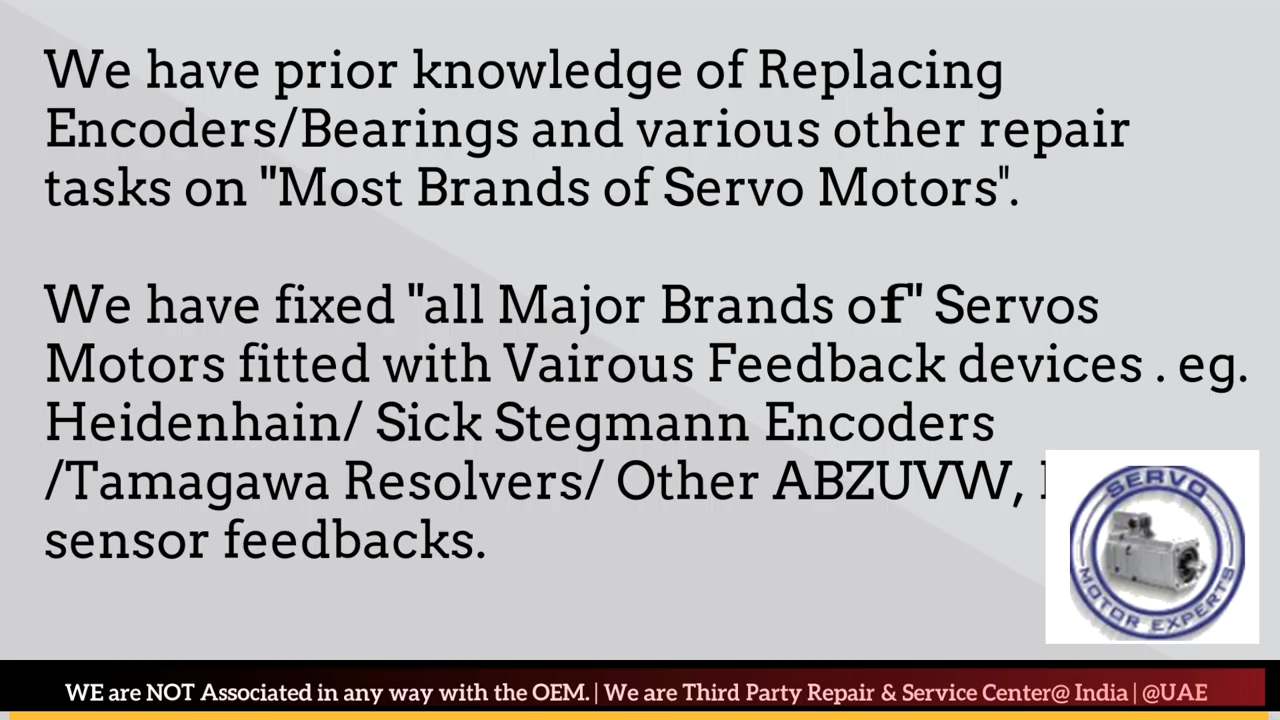 We have prior knowledge of Replacing
Encoders/Bearings and various other repair
tasks on "Most Brands of Servo Motors".
We have fixed "all Major Brands of" Servos
Motors fitted with Vairous Feedback devices . eg.
Heidenhain/ Sick Stegmann Encoders
/Tamagawa Resolvers/ Other ABZUVW,
sensor feedbacks.
SERVO
MOTOR EXPERTS
WE are NOT Associated in any way with the OEM. | We are Third Party Repair & Service Center@ India | @UAE